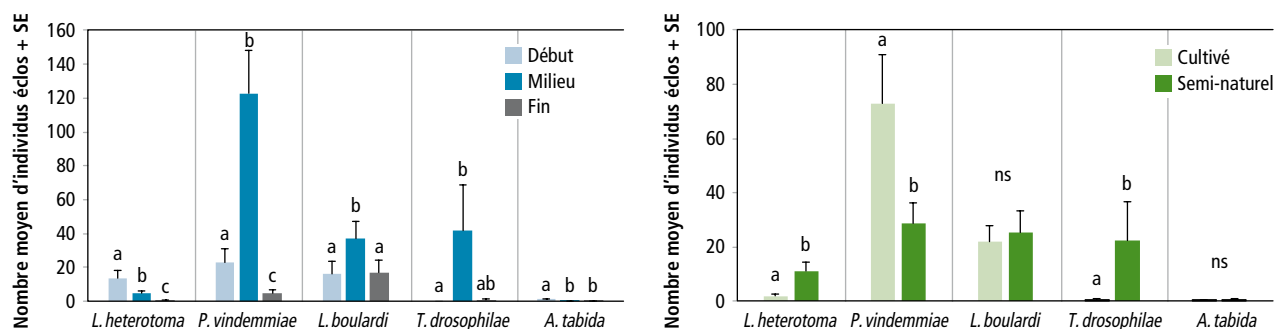 Nombre moyen d'individus éclos + SE
160
140
120
100
80
60
40
20
0
Début
Milieu
Fin
a b c
a b c
a b a
a b ab
a b b
L. heterotoma P. vindemmiae L. boulardi T. drosophilae A. tabida
Nombre moyen d'individus éclos + SE
100
80
60
40
20
0
Cultivé
Semi-naturel
a b
a b
ns
a b
ns
L. heterotoma P. vindemmiae L. boulardi T. drosophilae A. tabida